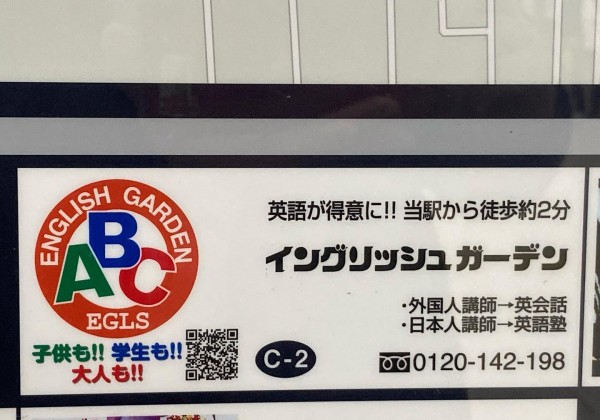 ENGLISH GARDEN
ABC
EGLS
子供も!! 学生も!!
大人も!!
英語が得意に!! 当駅から徒歩約2分
イングリッシュガーデン
・外国人講師→英会話
・日本人講師→英語塾
C-2
0120-142-198